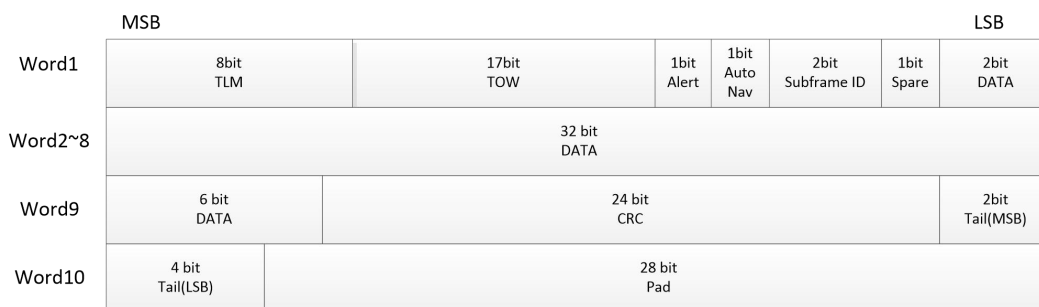 MSB
LSB
Word1
8bit
TLM
17bit
TOW
1bit
Alert
1bit
Auto
Nav
2bit
Subframe ID
1bit
Spare
2bit
DATA
Word2~8
32 bit
DATA
Word9
6 bit
DATA
24 bit
CRC
2bit
Tail(MSB)
Word10
4 bit
Tail(LSB)
28 bit
Pad